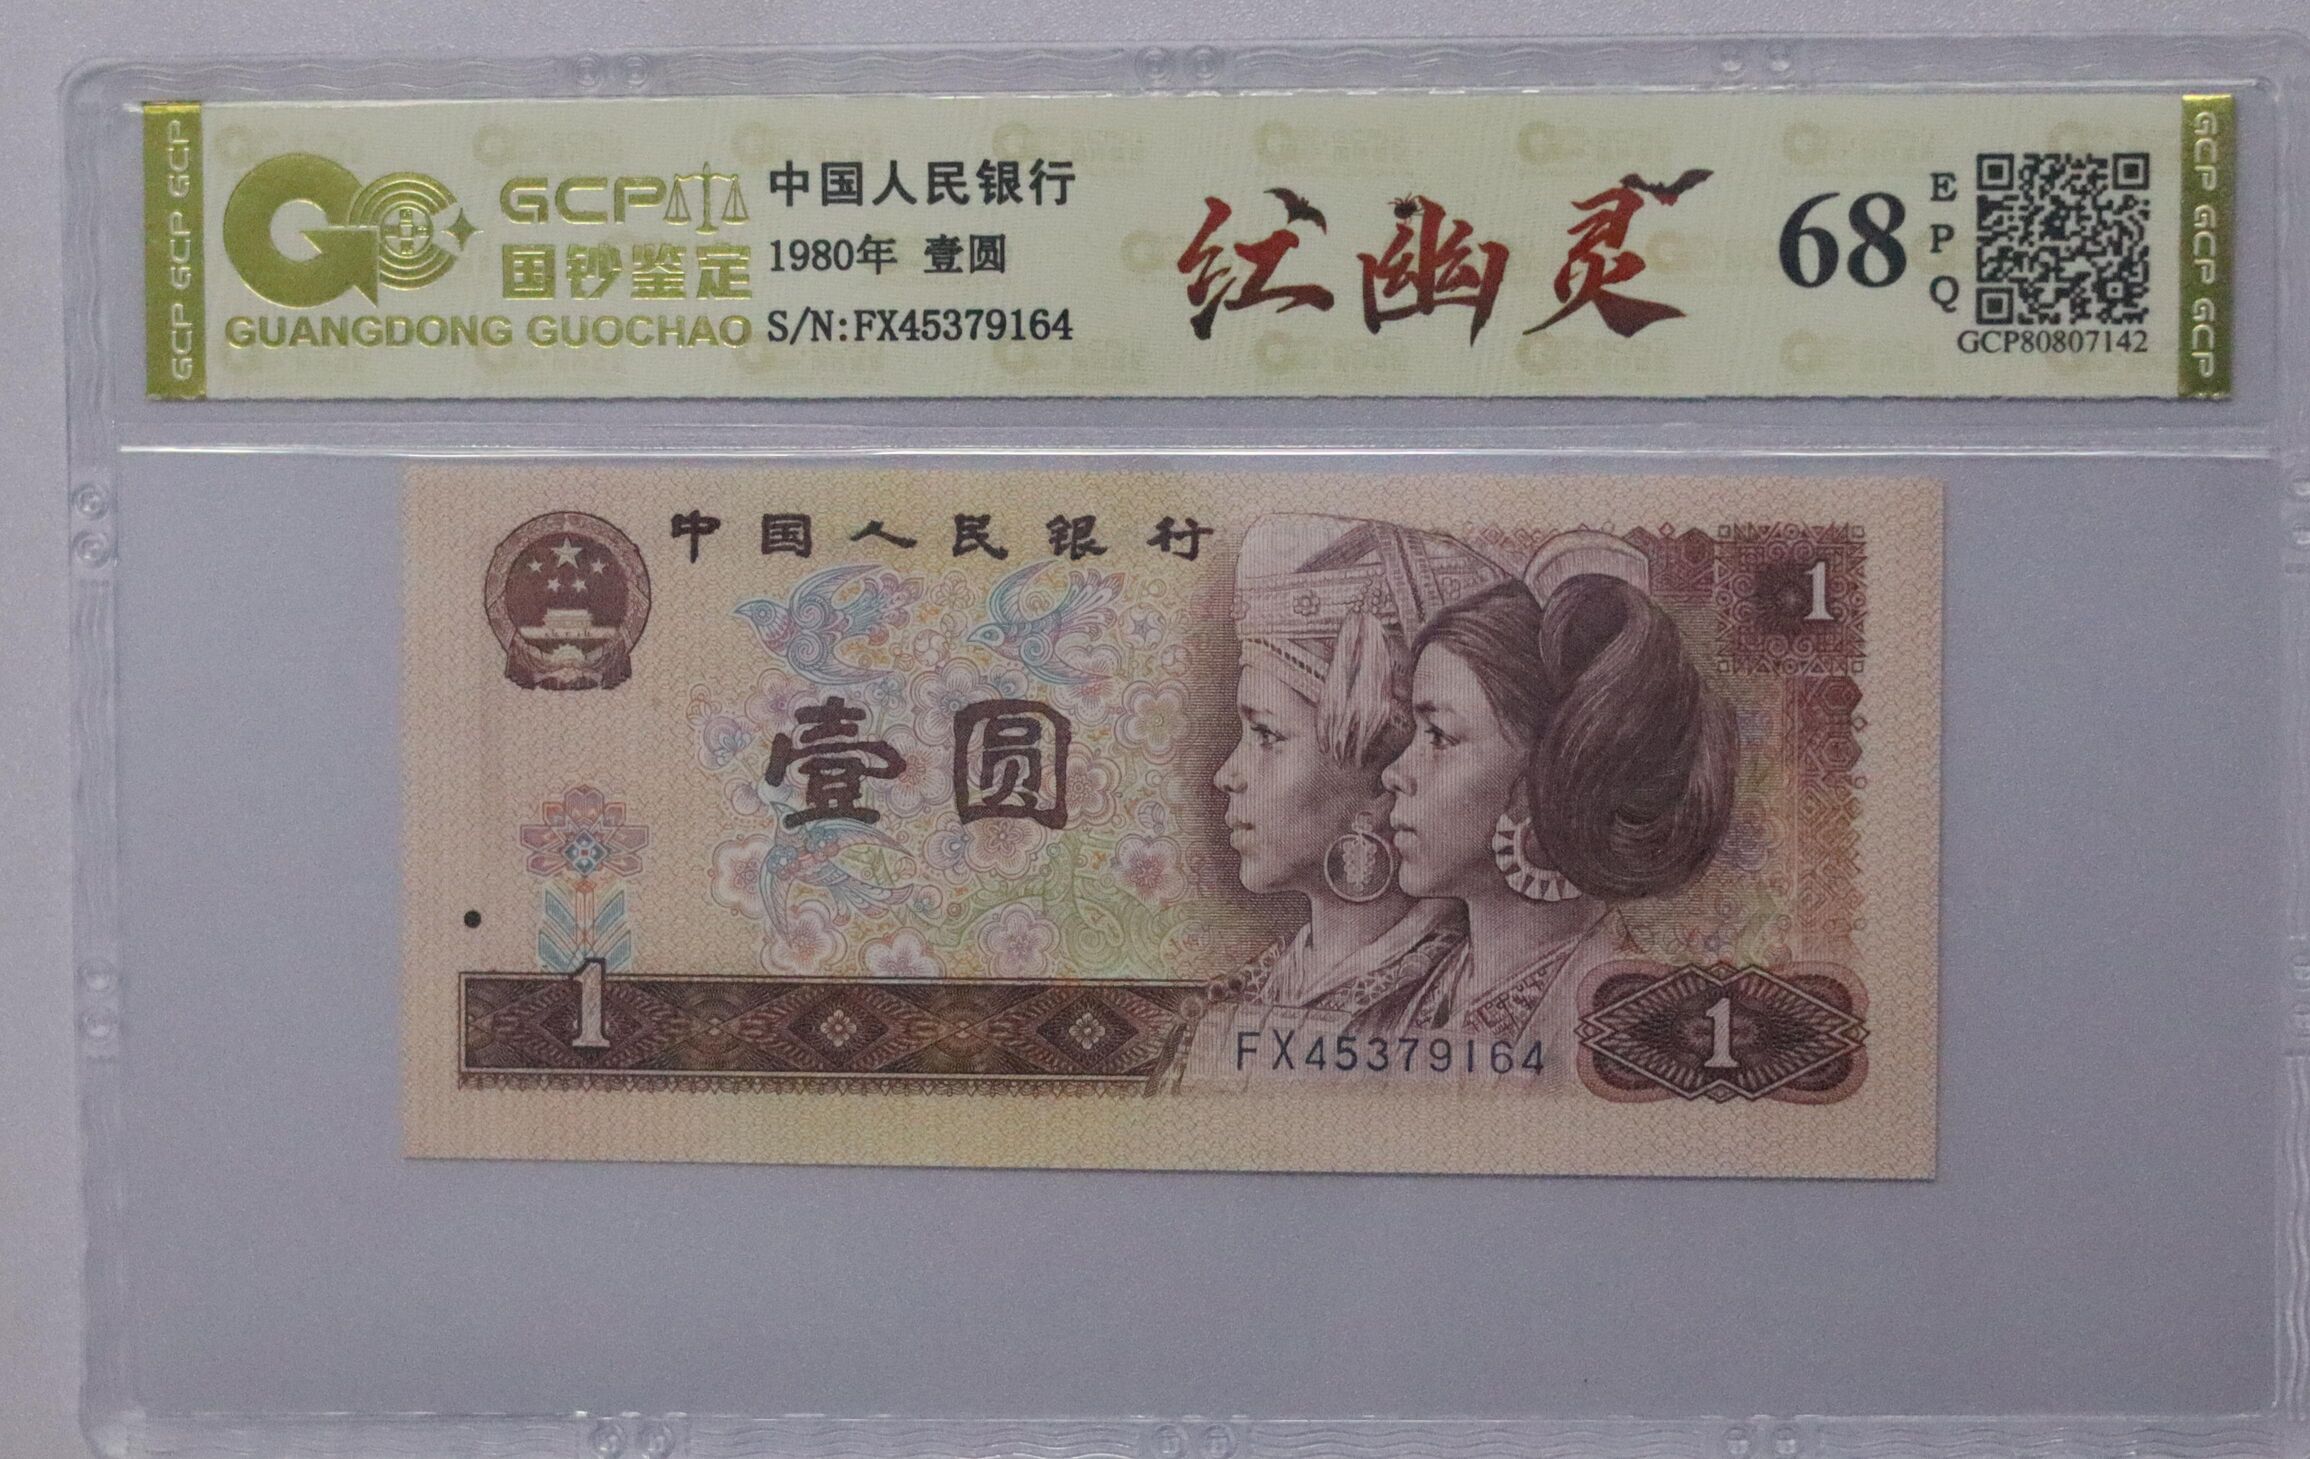 GCP GCP GCP
GCP
国钞鉴定
GUANGDONG GUOCHAO
中国人民银行
1980年 壹圆
S/N:FX45379164
红幽灵
68
EPQ
GCP80807142
GCP GCP GCP
中国人民银行
1
壹圆
1
FX45379164
1